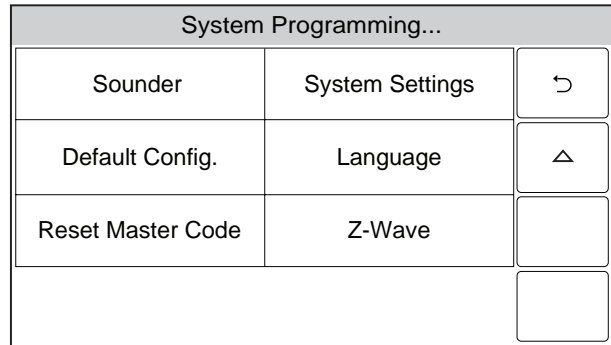 System Programming...
Sounder System Settings
Default Config. Language
Reset Master Code Z-Wave